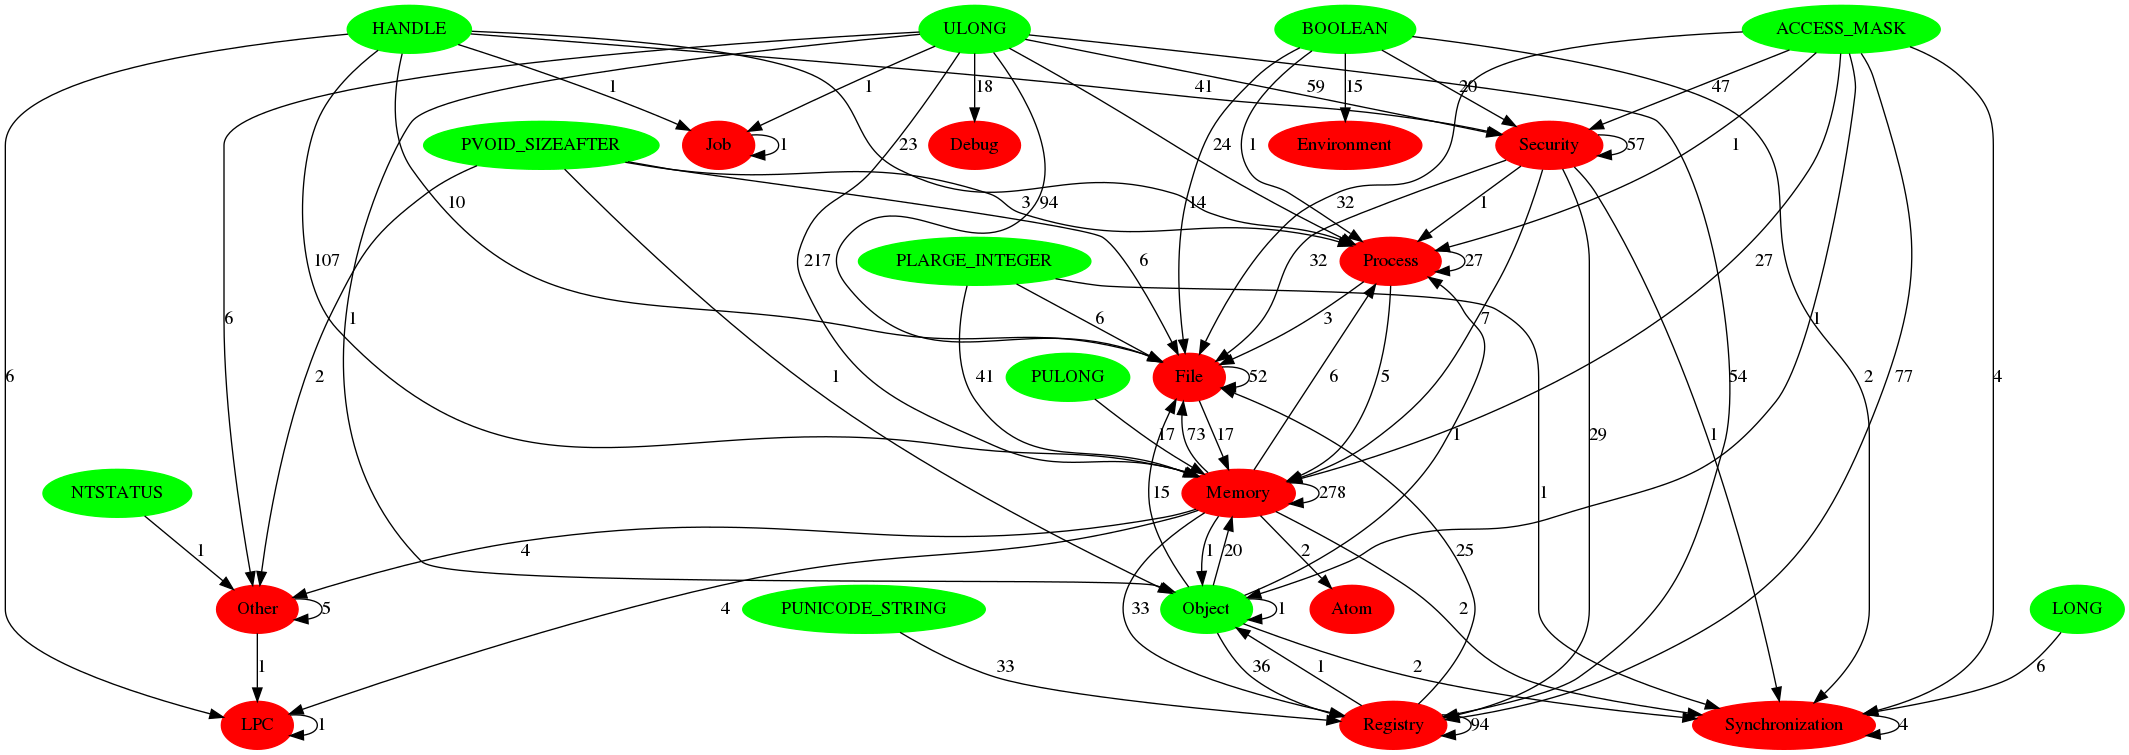 HANDLE ULONG BOOLEAN ACCESS_MASK
1 1 18 41 59 15 20 47
PVOID_SIZEAFTER Job 1 Debug Environment Security 57
23 24 1 1
10 3 94 14 32 1
107 217 PLARGE_INTEGER 6 32 Process 27 27
6 1 6 3 7 1
6 2 1 41 PULONG File 52 6 5 54 2 77 4
17 73 17 1 29 1
NTSTATUS Memory 278 1
1 4 15 1 20 2 25
Other 5 PUNICODE_STRING 4 33 Object 1 Atom 2 LONG
1 33 36 1 2 6
LPC 1 Registry 94 Synchronization 4